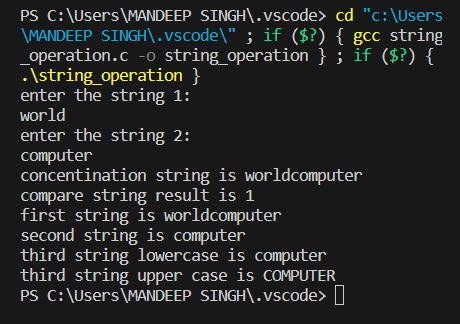 PS C:\Users\MANDEEP SINGH\.vscode> cd "c:\Users
\MANDEEP SINGH\.vscode\" ; if ($?) { gcc string
_operation.c -o string_operation } ; if ($?) {
.\string_operation }
enter the string 1:
world
enter the string 2:
computer
concentination string is worldcomputer
compare string result is 1
first string is worldcomputer
second string is computer
third string lowercase is computer
third string upper case is COMPUTER
PS C:\Users\MANDEEP SINGH\.vscode>